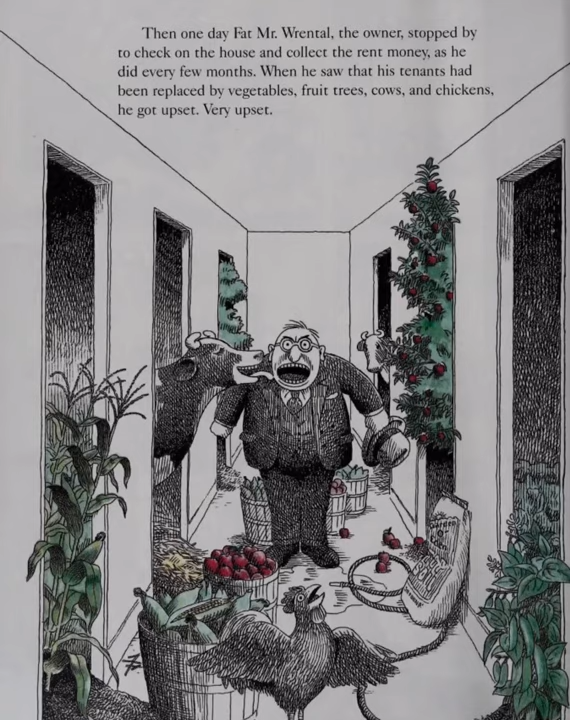 Then one day Fat Mr. Wrental, the owner, stopped by
to check on the house and collect the rent money, as he
did every few months. When he saw that his tenants had
been replaced by vegetables, fruit trees, cows, and chickens,
he got upset. Very upset.